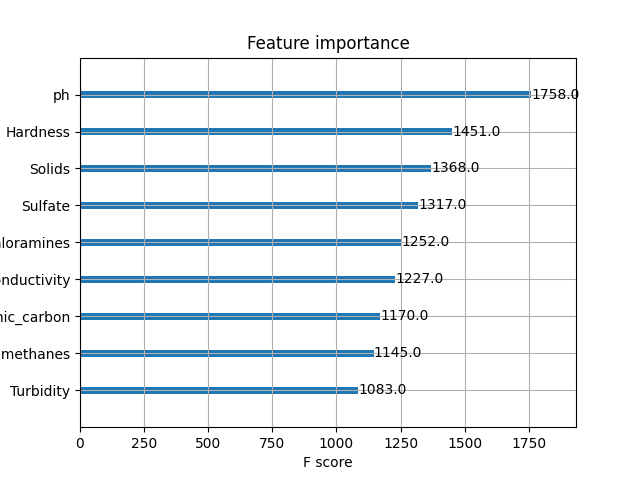 Feature importance
ph 1758.0
Hardness 1451.0
Solids 1368.0
Sulfate 1317.0
loramines 1252.0
nductivity 1227.0
nic_carbon 1170.0
methanes 1145.0
Turbidity 1083.0
0 250 500 750 1000 1250 1500 1750
F score